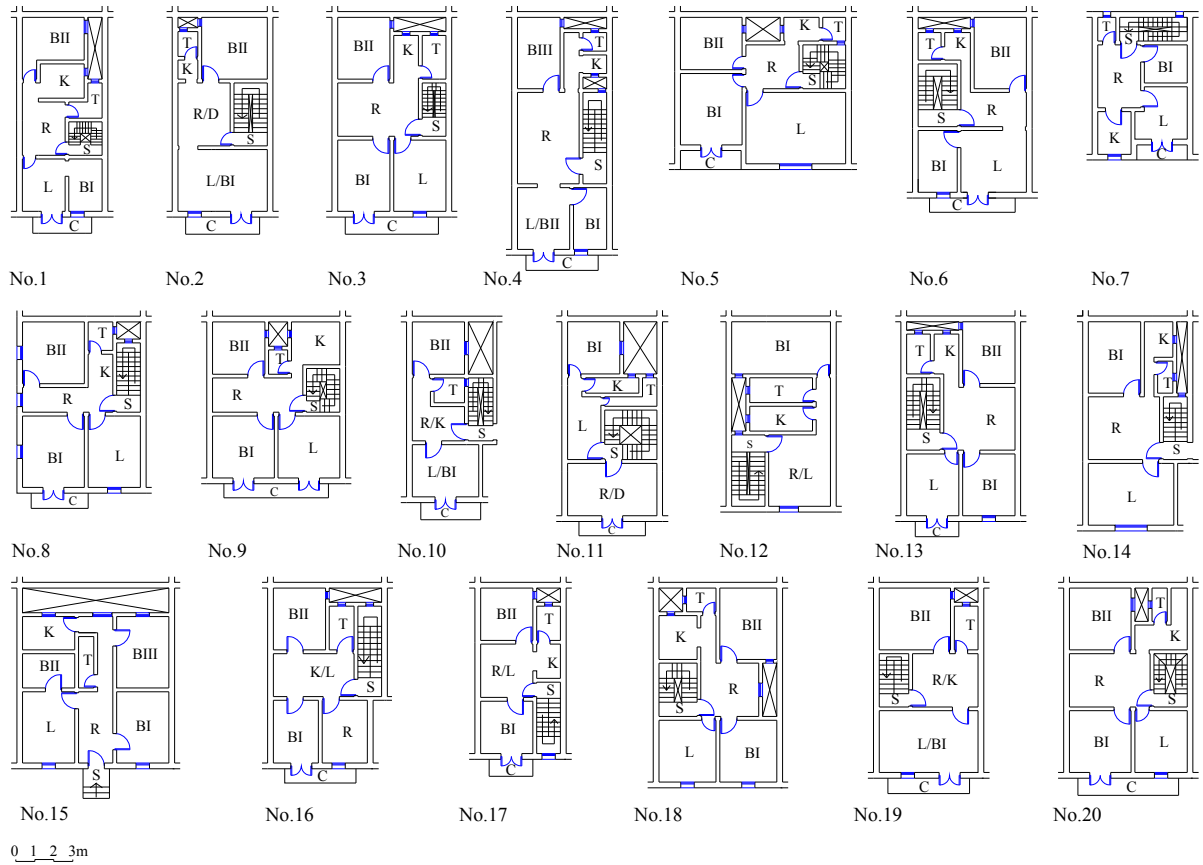 BII
K
T
R
S
L
BI
C
No.1
T
BII
K
R/D
S
L/BI
C
No.2
BII
K
T
R
S
BI
L
C
No.3
BIII
T
K
R
S
L/BII
BI
C
No.4
BII
K
T
R
S
BI
L
C
No.5
T
K
BII
R
S
BI
L
C
No.6
T
S
R
BI
L
K
C
No.7
BII
T
K
R
S
BI
L
C
No.8
BII
K
T
R
S
BI
L
C
No.9
BII
T
R/K
S
L/BI
C
No.10
BI
K
T
L
S
R/D
C
No.11
BII
T
K
S
R/L
No.12
T
K
BII
R
S
L
BI
C
No.13
BI
K
T
R
S
L
No.14
K
BII
T
BIII
L
R
BI
S
No.15
BII
T
K/L
S
BI
R
C
No.16
BII
T
R/L
K
S
BI
C
No.17
T
K
BII
R
S
L
BI
No.18
BII
T
R/K
S
L/BI
C
No.19
BII
T
K
R
S
BI
L
C
No.20
0 1 2 3m